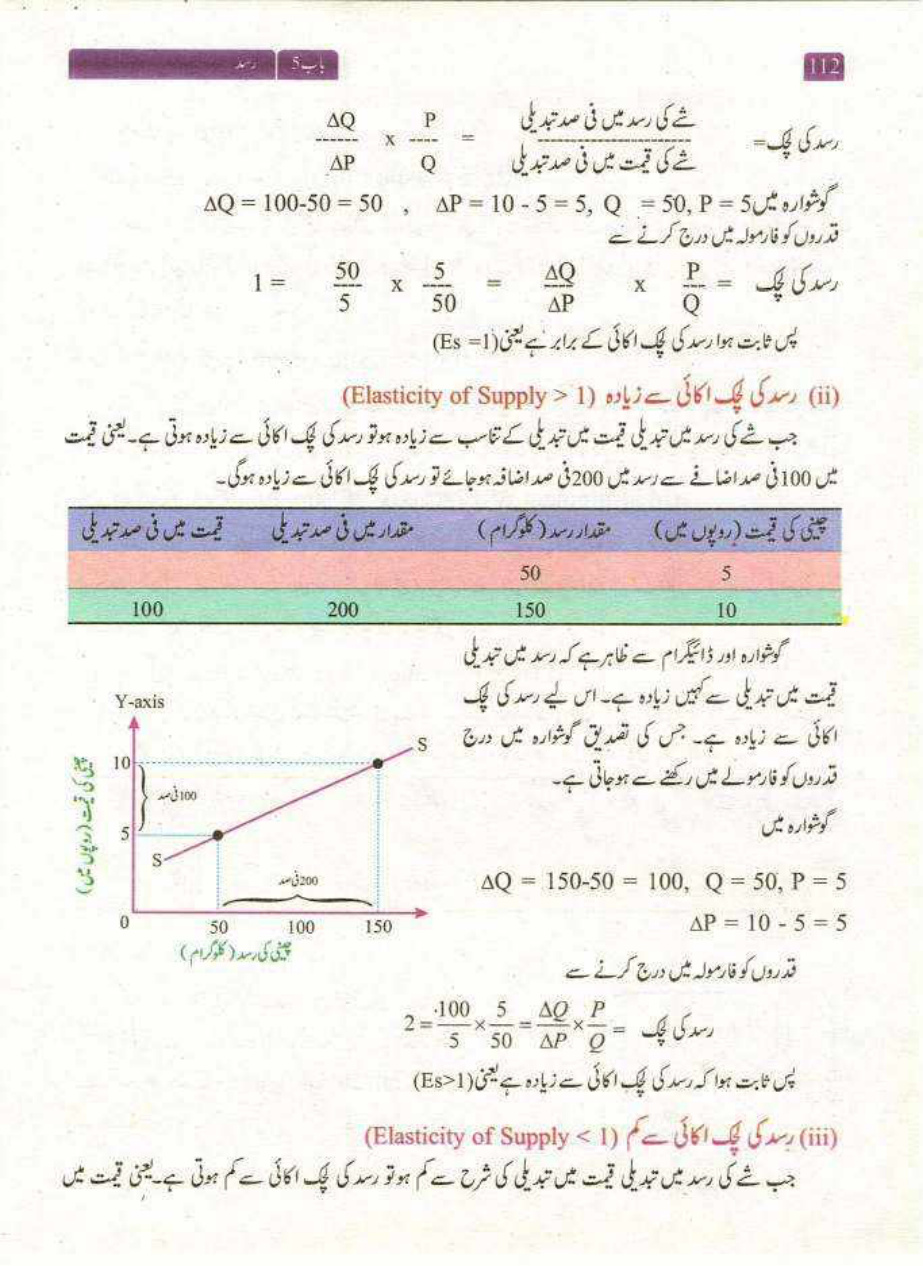 112
باب 5 رسد
رسد کی لچک = شے کی رسد میں فی صد تبدیلی / شے کی قیمت میں فی صد تبدیلی = P/Q x ΔQ/ΔP
گوشوارہ میں ΔQ = 100-50 = 50 , ΔP = 10 - 5 = 5, Q = 50, P = 5
قدروں کو فارمولہ میں درج کرنے سے
رسد کی لچک = P/Q x ΔQ/ΔP = 5/50 x 50/5 = 1
پس ثابت ہوا رسد کی لچک اکائی کے برابر ہے یعنی (Es =1)
(ii) رسد کی لچک اکائی سے زیادہ (Elasticity of Supply > 1)
جب شے کی رسد میں تبدیلی قیمت میں تبدیلی کے تناسب سے زیادہ ہوتو رسد کی لچک اکائی سے زیادہ ہوتی ہے۔ یعنی قیمت
میں 100 فی صد اضافے سے رسد میں 200 فی صد اضافہ ہوجائے تو رسد کی لچک اکائی سے زیادہ ہوگی۔
چینی کی قیمت (روپوں میں) مقدار رسد (کلوگرام) مقدار میں فی صد تبدیلی قیمت میں فی صد تبدیلی
5 50
10 150 200 100
گوشوارہ اور ڈائیگرام سے ظاہر ہے کہ رسد میں تبدیلی
قیمت میں تبدیلی سے کہیں زیادہ ہے۔ اس لیے رسد کی لچک
اکائی سے زیادہ ہے۔ جس کی تصدیق گوشوارہ میں درج
قدروں کو فارمولے میں رکھنے سے ہوجاتی ہے۔
گوشوارہ میں
ΔQ = 150-50 = 100, Q = 50, P = 5
ΔP = 10 - 5 = 5
Y-axis
چینی کی قیمت (روپوں میں)
10
100 فی صد
5
S
S
200 فی صد
0 50 100 150
چینی کی رسد (کلوگرام)
قدروں کو فارمولہ میں درج کرنے سے
رسد کی لچک = P/Q × ΔQ/ΔP = 5/50 × 100/5 = 2
پس ثابت ہوا کہ رسد کی لچک اکائی سے زیادہ ہے یعنی (Es>1)
(iii) رسد کی لچک اکائی سے کم (Elasticity of Supply < 1)
جب شے کی رسد میں تبدیلی قیمت میں تبدیلی کی شرح سے کم ہوتو رسد کی لچک اکائی سے کم ہوتی ہے۔ یعنی قیمت میں